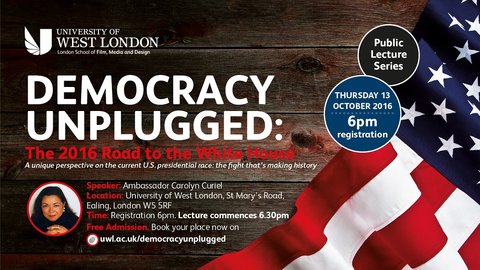 UNIVERSITY OF
WEST LONDON
London School of Film, Media and Design
Public
Lecture
Series
DEMOCRACY
UNPLUGGED:
THURSDAY 13
OCTOBER 2016
6pm
registration
The 2016 Road to the White House
A unique perspective on the current U.S. presidential race: the fight that's making history
Speaker: Ambassador Carolyn Curiel
Location: University of West London, St Mary's Road,
Ealing, London W5 5RF
Time: Registration 6pm. Lecture commences 6.30pm
Free Admission. Book your place now on
uwl.ac.uk/democracyunplugged